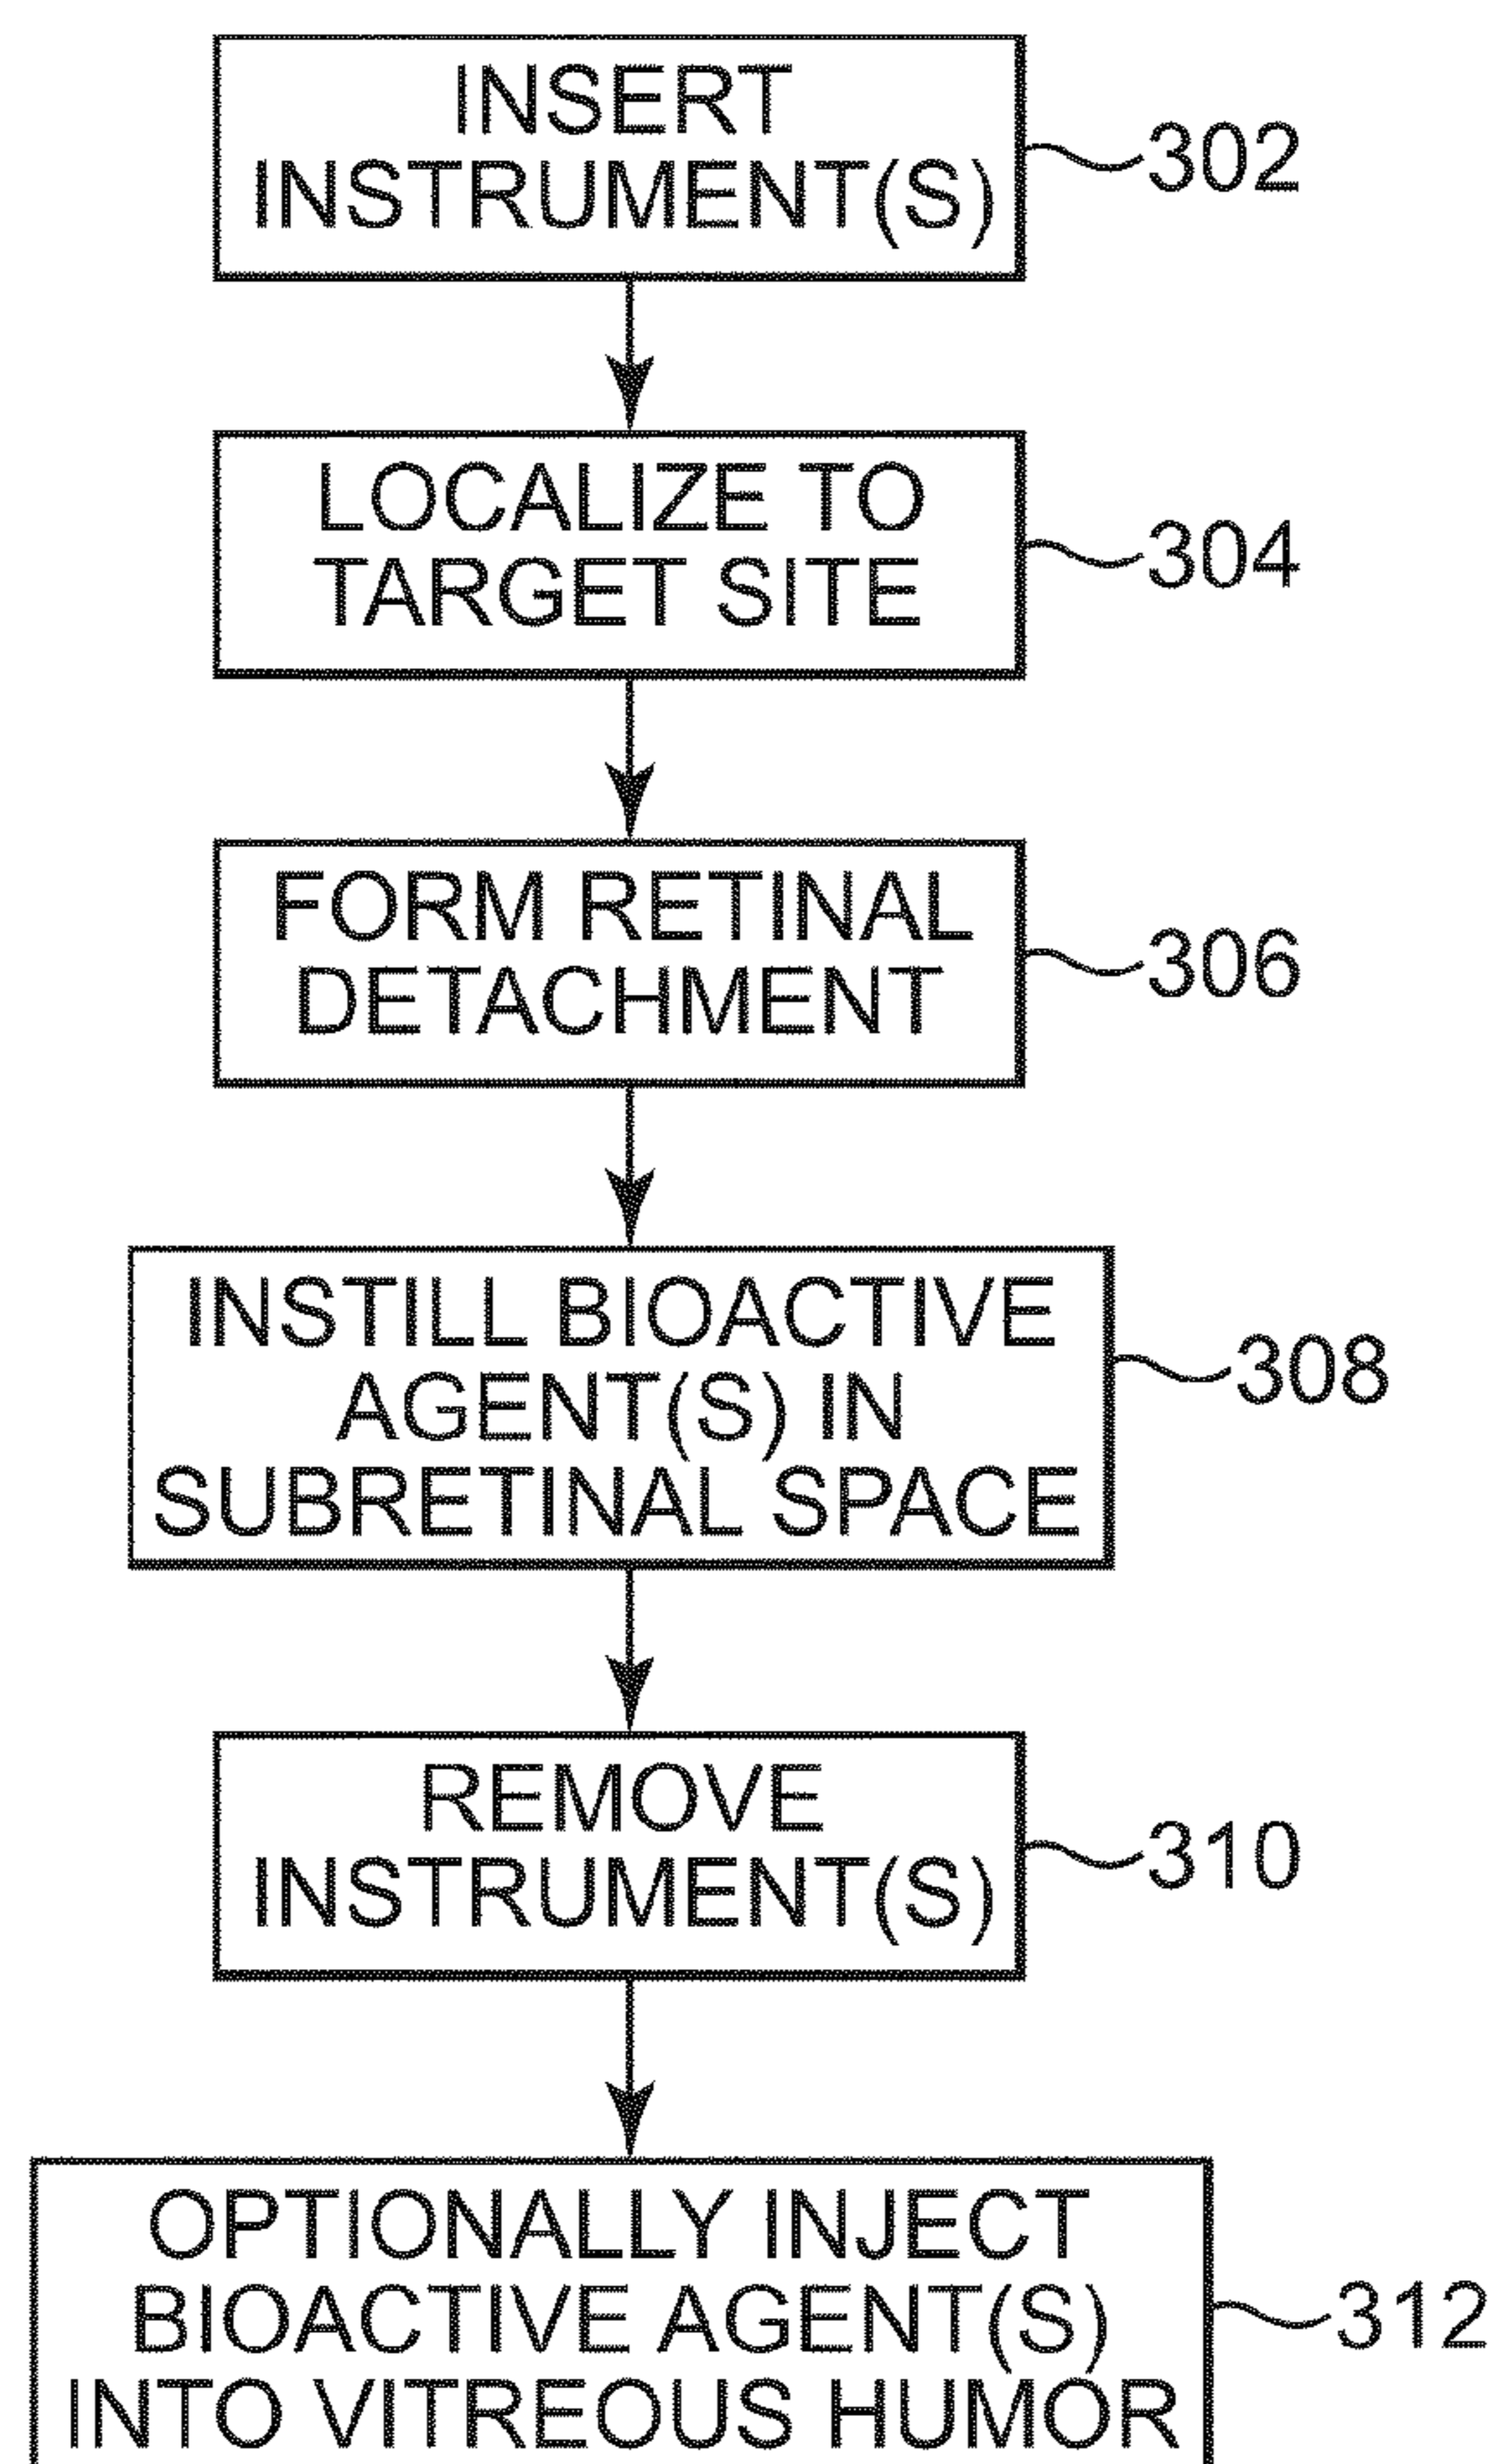 INSERT
INSTRUMENT(S)
302
LOCALIZE TO
TARGET SITE
304
FORM RETINAL
DETACHMENT
306
INSTILL BIOACTIVE
AGENT(S) IN
SUBRETINAL SPACE
308
REMOVE
INSTRUMENT(S)
310
OPTIONALLY INJECT
BIOACTIVE AGENT(S)
INTO VITREOUS HUMOR
312